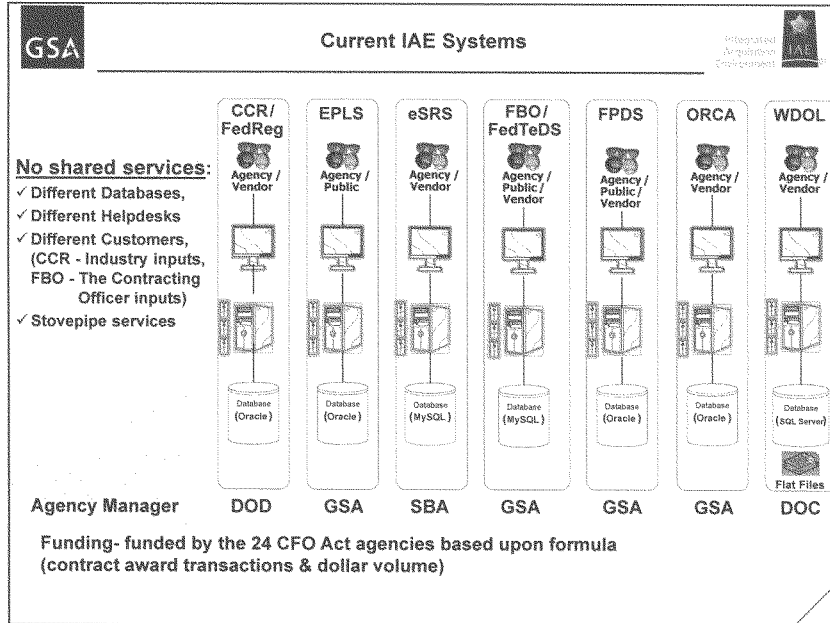 GSA
Current IAE Systems
Integrated
Acquisition
Environment
IAE
No shared services:
✓ Different Databases,
✓ Different Helpdesks
✓ Different Customers,
(CCR - Industry inputs,
FBO - The Contracting
Officer inputs)
✓ Stovepipe services
CCR/
FedReg
Agency /
Vendor
Database
(Oracle)
EPLS
Agency /
Public
Database
(Oracle)
eSRS
Agency /
Vendor
Database
(MySQL)
FBO/
FedTeDS
Agency /
Public /
Vendor
Database
(MySQL)
FPDS
Agency /
Public /
Vendor
Database
(Oracle)
ORCA
Agency /
Vendor
Database
(Oracle)
WDOL
Agency /
Vendor
Database
(SQL Server)
Flat Files
Agency Manager DOD GSA SBA GSA GSA GSA DOC
Funding- funded by the 24 CFO Act agencies based upon formula
(contract award transactions & dollar volume)